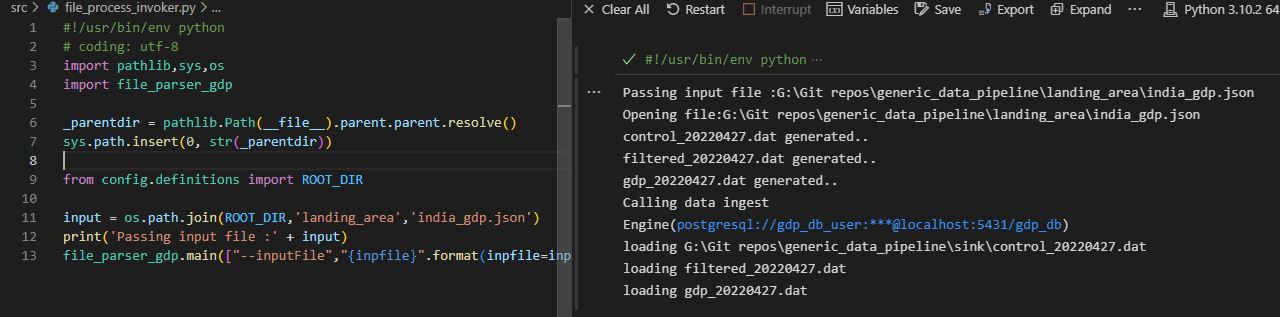 src > file_process_invoker.py > ...
1 #!/usr/bin/env python
2 # coding: utf-8
3 import pathlib,sys,os
4 import file_parser_gdp
5
6 _parentdir = pathlib.Path(__file__).parent.parent.resolve()
7 sys.path.insert(0, str(_parentdir))
8
9 from config.definitions import ROOT_DIR
10
11 input = os.path.join(ROOT_DIR,'landing_area','india_gdp.json')
12 print('Passing input file :' + input)
13 file_parser_gdp.main(["--inputFile","{inpfile}".format(inpfile=inp
Clear All Restart Interrupt Variables Save Export Expand ... Python 3.10.2 64
#!/usr/bin/env python ...
... Passing input file :G:\Git repos\generic_data_pipeline\landing_area\india_gdp.json
Opening file:G:\Git repos\generic_data_pipeline\landing_area\india_gdp.json
control_20220427.dat generated..
filtered_20220427.dat generated..
gdp_20220427.dat generated..
Calling data ingest
Engine(postgresql://gdp_db_user:***@localhost:5431/gdp_db)
loading G:\Git repos\generic_data_pipeline\sink\control_20220427.dat
loading filtered_20220427.dat
loading gdp_20220427.dat